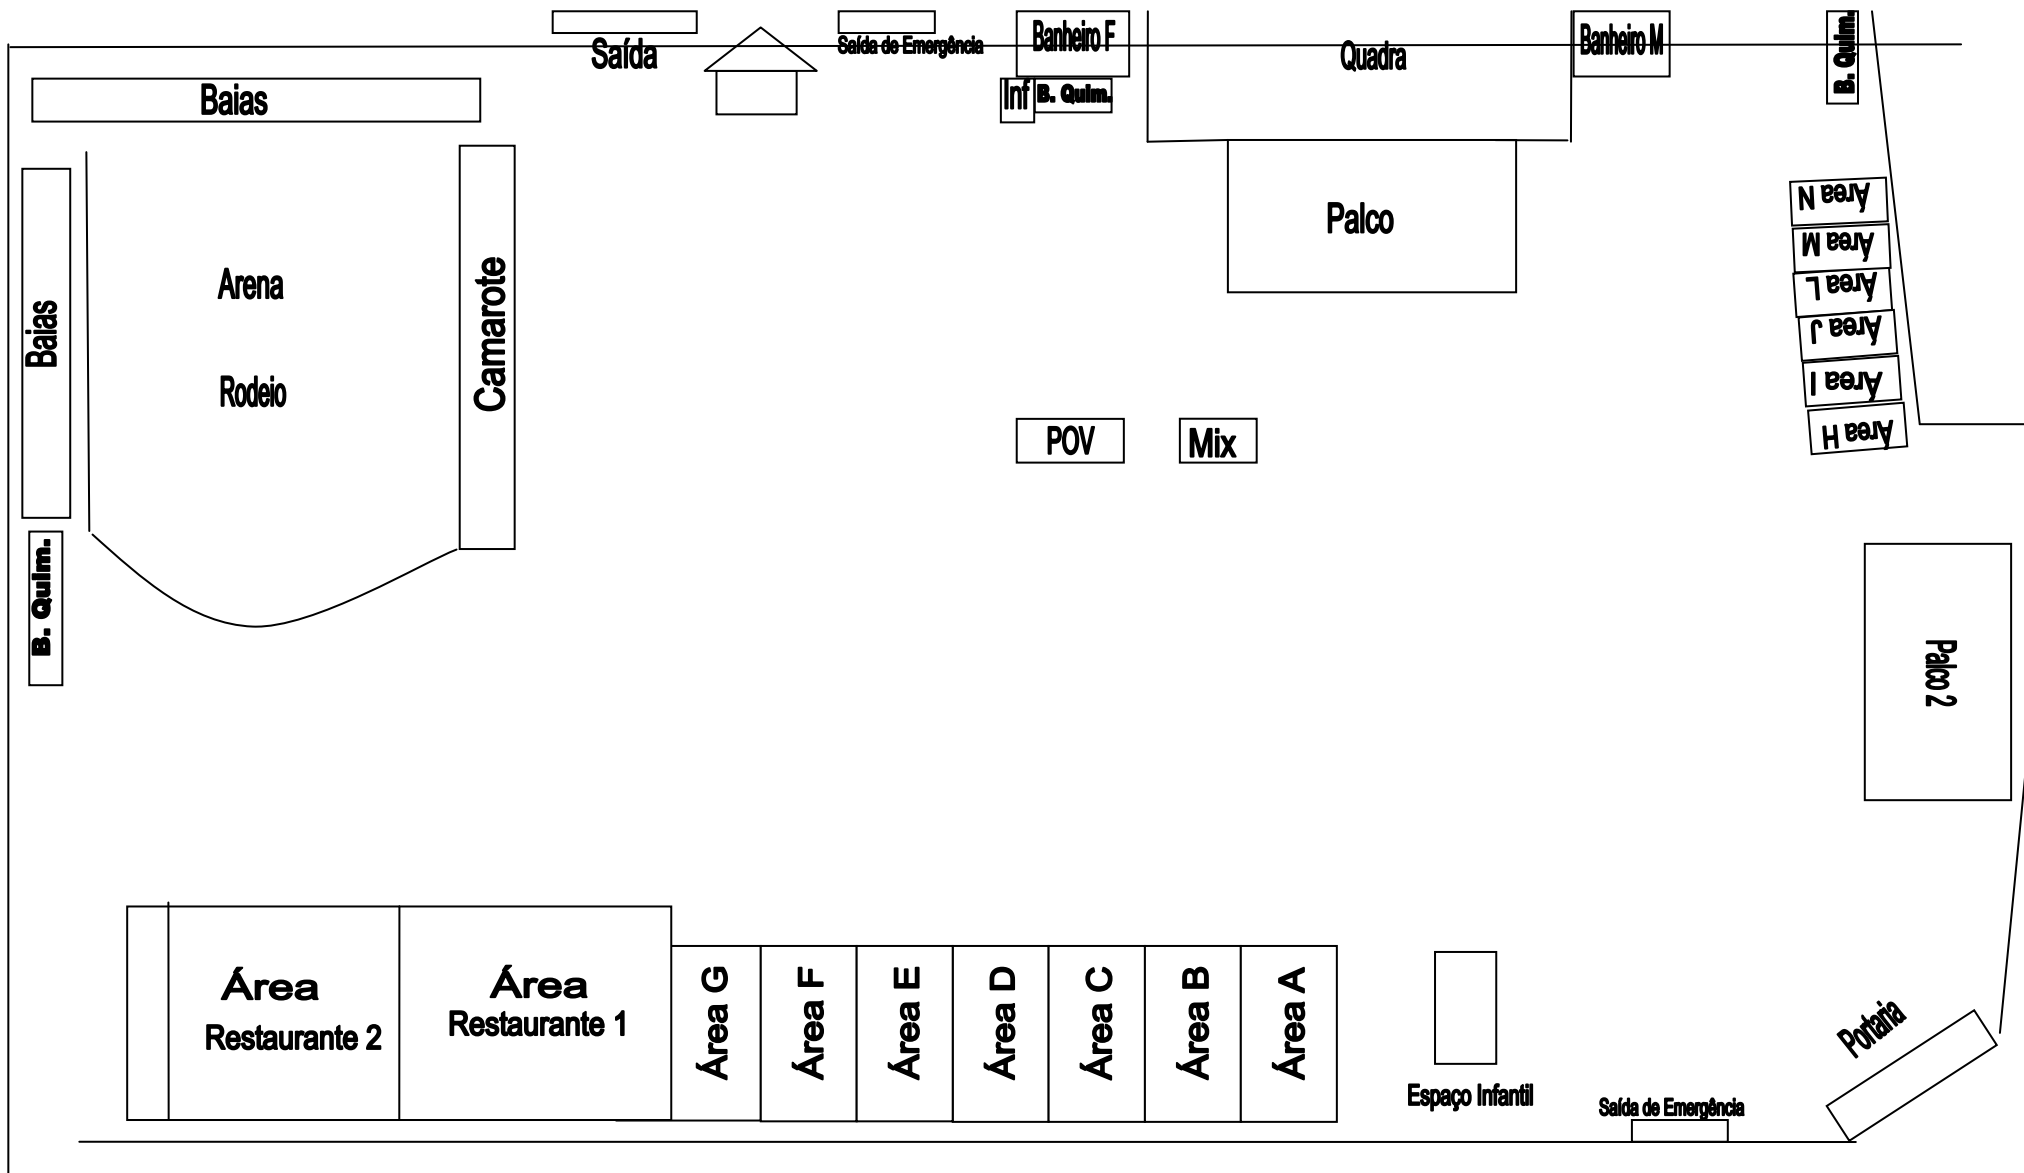 Saída
Saída de Emergência
Banheiro F
Quadra
Banheiro M
B. Quim.
Baias
Inf
B. Quim.
Palco
Área N
Área M
Área L
Área J
Área I
Área H
Arena
Rodeio
Camarote
Baias
POV
Mix
B. Quim.
Palco 2
Área
Restaurante 2
Área
Restaurante 1
Área G
Área F
Área E
Área D
Área C
Área B
Área A
Espaço Infantil
Saída de Emergência
Portaria